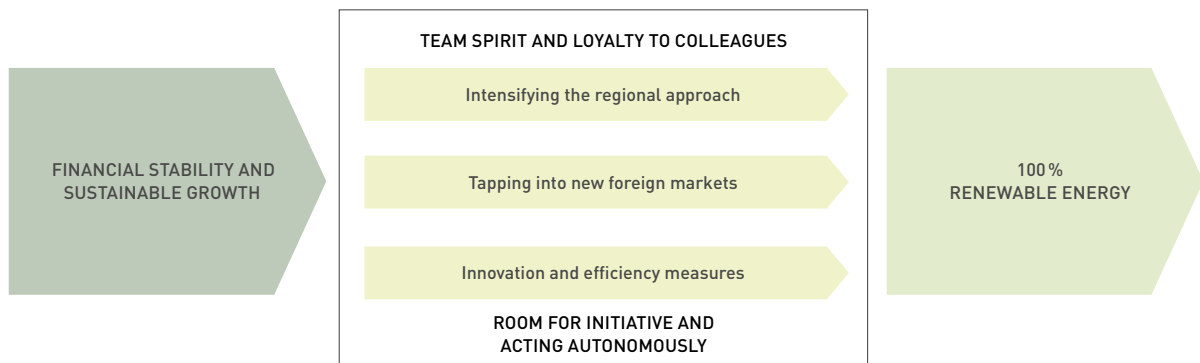 TEAM SPIRIT AND LOYALTY TO COLLEAGUES
Intensifying the regional approach
FINANCIAL STABILITY AND
SUSTAINABLE GROWTH
Tapping into new foreign markets
100 %
RENEWABLE ENERGY
Innovation and efficiency measures
ROOM FOR INITIATIVE AND
ACTING AUTONOMOUSLY